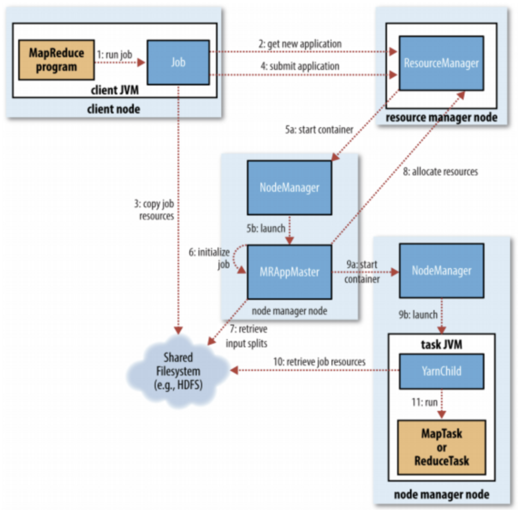 MapReduce
program
1: run job
Job
client JVM
client node
2: get new application
4: submit application
ResourceManager
resource manager node
5a: start container
8: allocate resources
3: copy job
resources
NodeManager
5b: launch
6: initialize
job
MRAppMaster
node manager node
9a: start
container
NodeManager
9b: launch
7: retrieve
input splits
Shared
Filesystem
(e.g., HDFS)
10: retrieve job resources
task JVM
YarnChild
11: run
MapTask
or
ReduceTask
node manager node